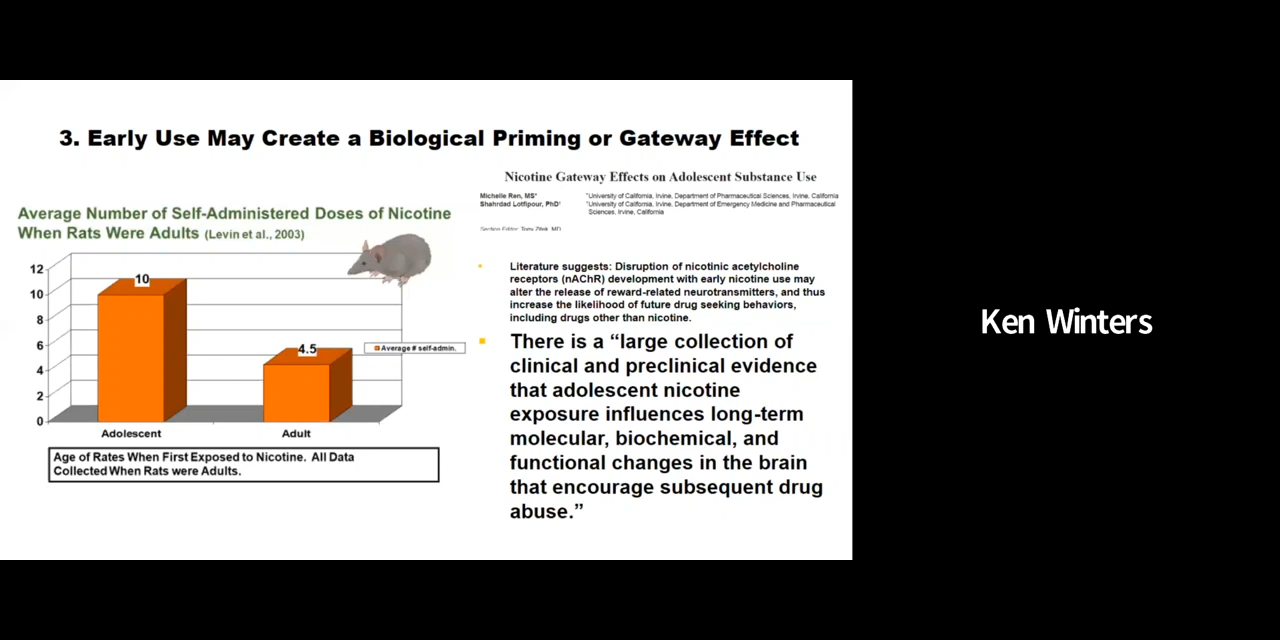 3. Early Use May Create a Biological Priming or Gateway Effect
Nicotine Gateway Effects on Adolescent Substance Use
Michelle Ren, MS* *University of California, Irvine, Department of Pharmaceutical Sciences, Irvine, California
Shahrdad Lotfipour, PhD† †University of California, Irvine, Department of Emergency Medicine and Pharmaceutical
Sciences, Irvine, California
Average Number of Self-Administered Doses of Nicotine
When Rats Were Adults (Levin et al., 2003)
12
10
8
6
4
2
0
10
4.5
Average # self-admin.
Adolescent
Adult
Age of Rates When First Exposed to Nicotine. All Data
Collected When Rats were Adults.
Literature suggests: Disruption of nicotinic acetylcholine
receptors (nAChR) development with early nicotine use may
alter the release of reward-related neurotransmitters, and thus
increase the likelihood of future drug seeking behaviors,
including drugs other than nicotine.
There is a “large collection of
clinical and preclinical evidence
that adolescent nicotine
exposure influences long-term
molecular, biochemical, and
functional changes in the brain
that encourage subsequent drug
abuse.”
Ken Winters